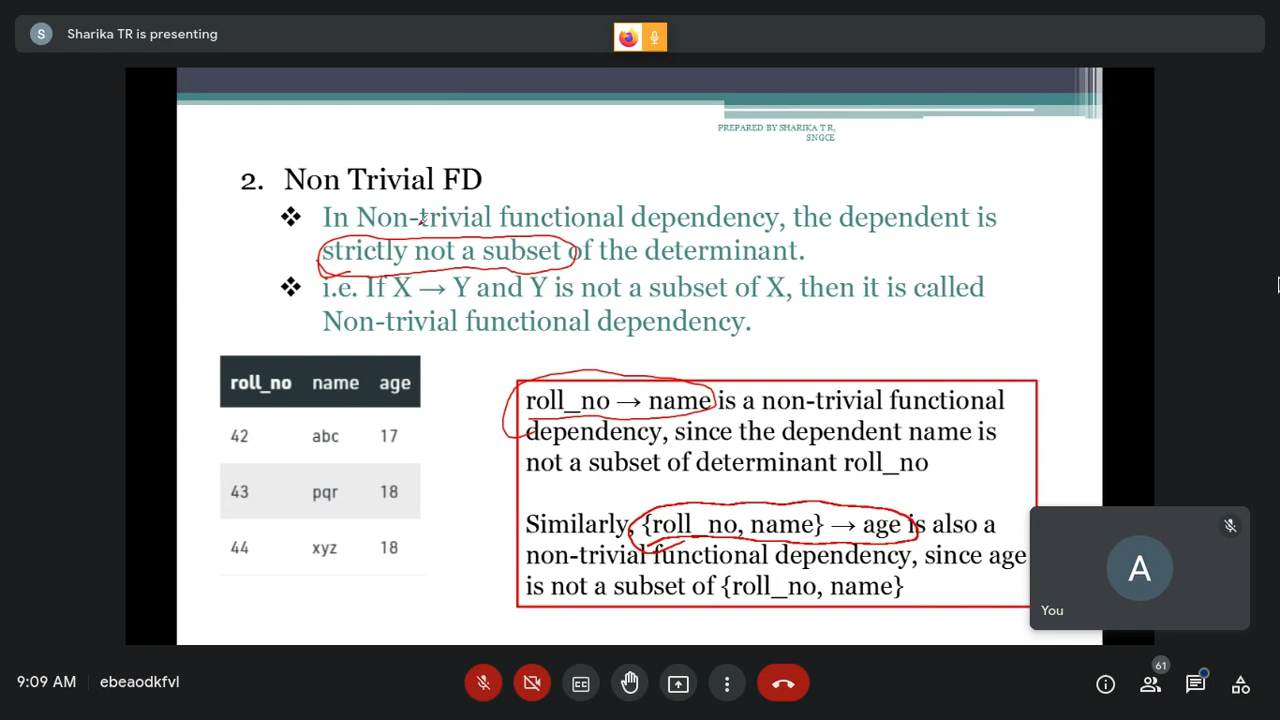 S Sharika TR is presenting
PREPARED BY SHARIKA T R,
SNGCE
2. Non Trivial FD
❖ In Non-trivial functional dependency, the dependent is
strictly not a subset of the determinant.
❖ i.e. If X → Y and Y is not a subset of X, then it is called
Non-trivial functional dependency.
roll_no name age
42 abc 17
43 pqr 18
44 xyz 18
roll_no → name is a non-trivial functional
dependency, since the dependent name is
not a subset of determinant roll_no
Similarly, {roll_no, name} → age is also a
non-trivial functional dependency, since age
is not a subset of {roll_no, name}
A
You
9:09 AM | ebeaodkfvl
CC
61